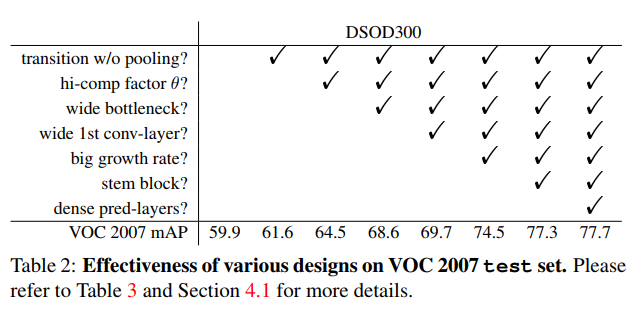 DSOD300
transition w/o pooling? ✓ ✓ ✓ ✓ ✓ ✓ ✓
hi-comp factor θ? ✓ ✓ ✓ ✓ ✓ ✓
wide bottleneck? ✓ ✓ ✓ ✓ ✓
wide 1st conv-layer? ✓ ✓ ✓ ✓
big growth rate? ✓ ✓ ✓
stem block? ✓ ✓
dense pred-layers? ✓
VOC 2007 mAP 59.9 61.6 64.5 68.6 69.7 74.5 77.3 77.7
Table 2: Effectiveness of various designs on VOC 2007 test set. Please
refer to Table 3 and Section 4.1 for more details.